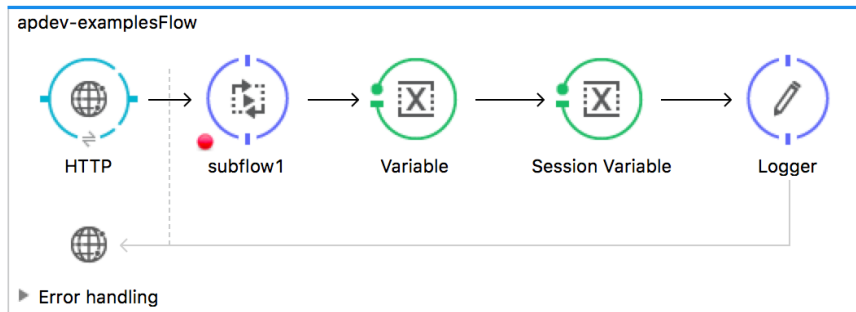 apdev-examplesFlow
HTTP
subflow1
Variable
Session Variable
Logger
Error handling